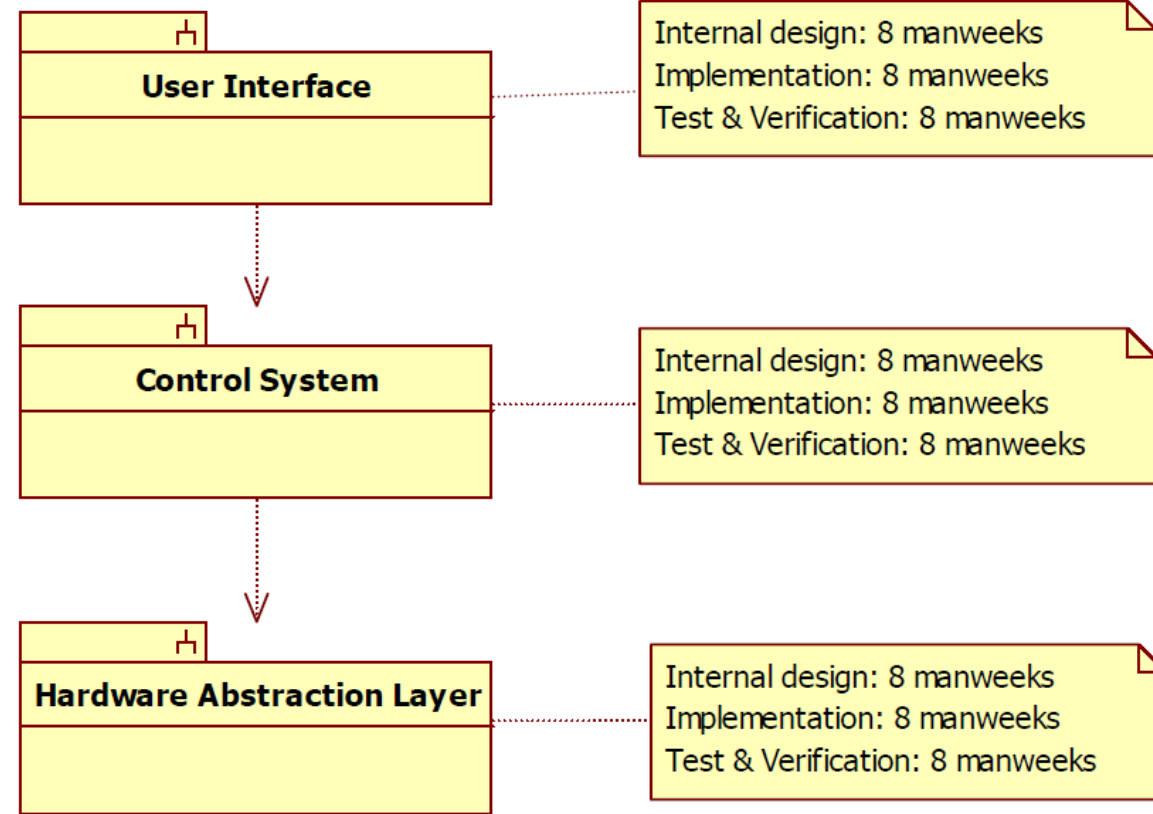 User Interface
Internal design: 8 manweeks
Implementation: 8 manweeks
Test & Verification: 8 manweeks
Control System
Internal design: 8 manweeks
Implementation: 8 manweeks
Test & Verification: 8 manweeks
Hardware Abstraction Layer
Internal design: 8 manweeks
Implementation: 8 manweeks
Test & Verification: 8 manweeks